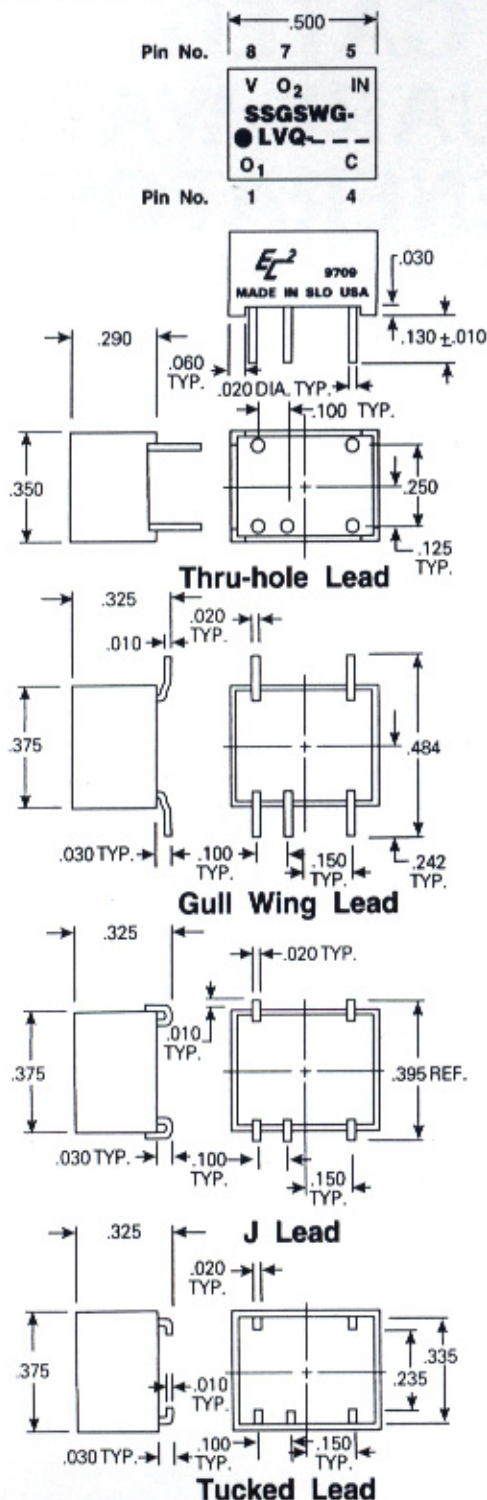 .500
Pin No. 8 7 5
V O2 IN
SSGSWG-
●LVQ-_ _ _
O1 C
Pin No. 1 4
EL2 9709
MADE IN SLO USA
.030
.130 ±.010
.290
.060 TYP.
.020 DIA. TYP.
.100 TYP.
.350
.250
.125 TYP.
Thru-hole Lead
.325
.020 TYP.
.010
.375
.484
.030 TYP.
.100 TYP.
.150 TYP.
.242 TYP.
Gull Wing Lead
.325
.020 TYP.
.010 TYP.
.375
.395 REF.
.030 TYP.
.100 TYP.
.150 TYP.
J Lead
.325
.020 TYP.
.375
.010 TYP.
.335
.235
.030 TYP.
.100 TYP.
.150 TYP.
Tucked Lead